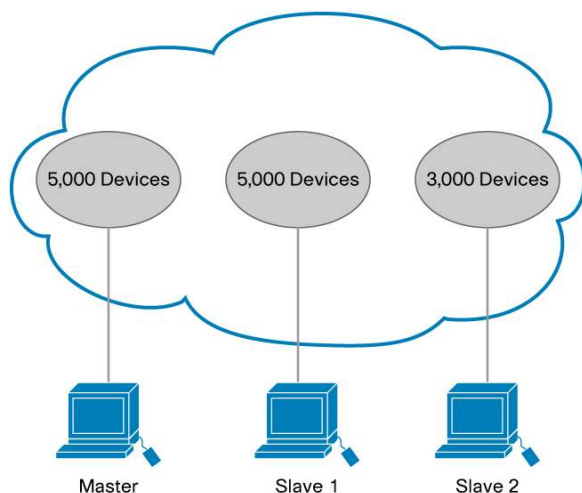 5,000 Devices
5,000 Devices
3,000 Devices
Master
Slave 1
Slave 2